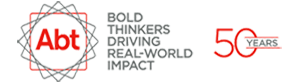 Abt
BOLD
THINKERS
DRIVING
REAL-WORLD
IMPACT
50 YEARS